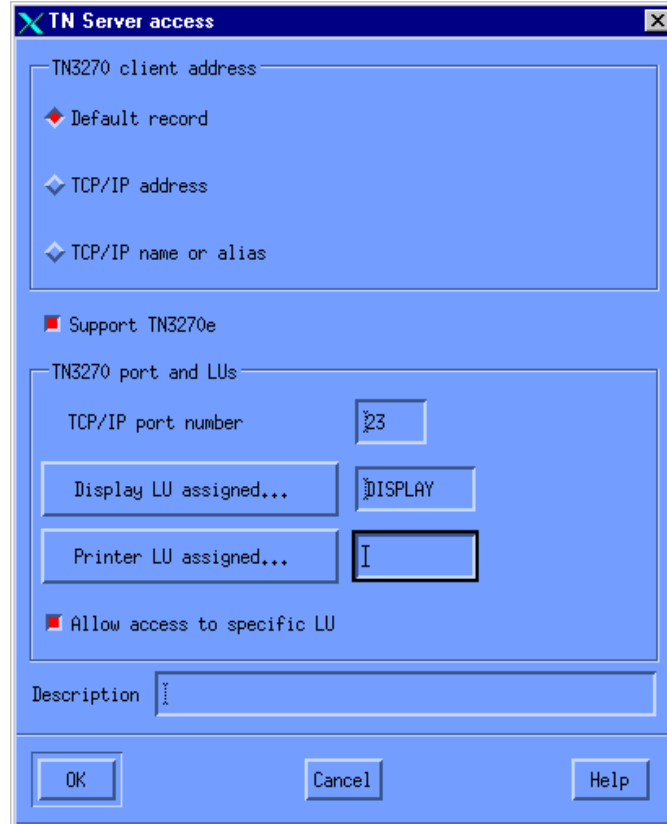 TN Server access
TN3270 client address
Default record
TCP/IP address
TCP/IP name or alias
Support TN3270e
TN3270 port and LUs
TCP/IP port number 23
Display LU assigned... DISPLAY
Printer LU assigned...
Allow access to specific LU
Description
OK Cancel Help